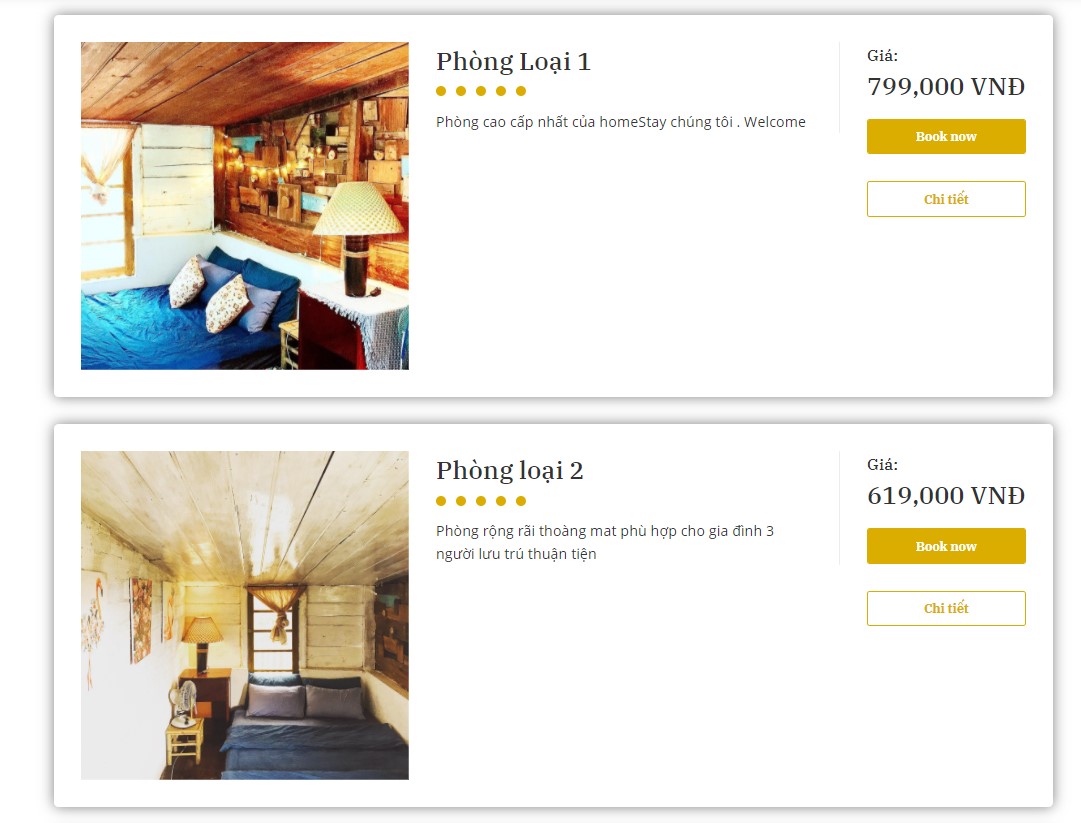 Phòng Loại 1
Phòng cao cấp nhất của homeStay chúng tôi . Welcome
Giá:
799,000 VNĐ
Book now
Chi tiết
Phòng loại 2
Phòng rộng rãi thoàng mat phù hợp cho gia đình 3
người lưu trú thuận tiện
Giá:
619,000 VNĐ
Book now
Chi tiết